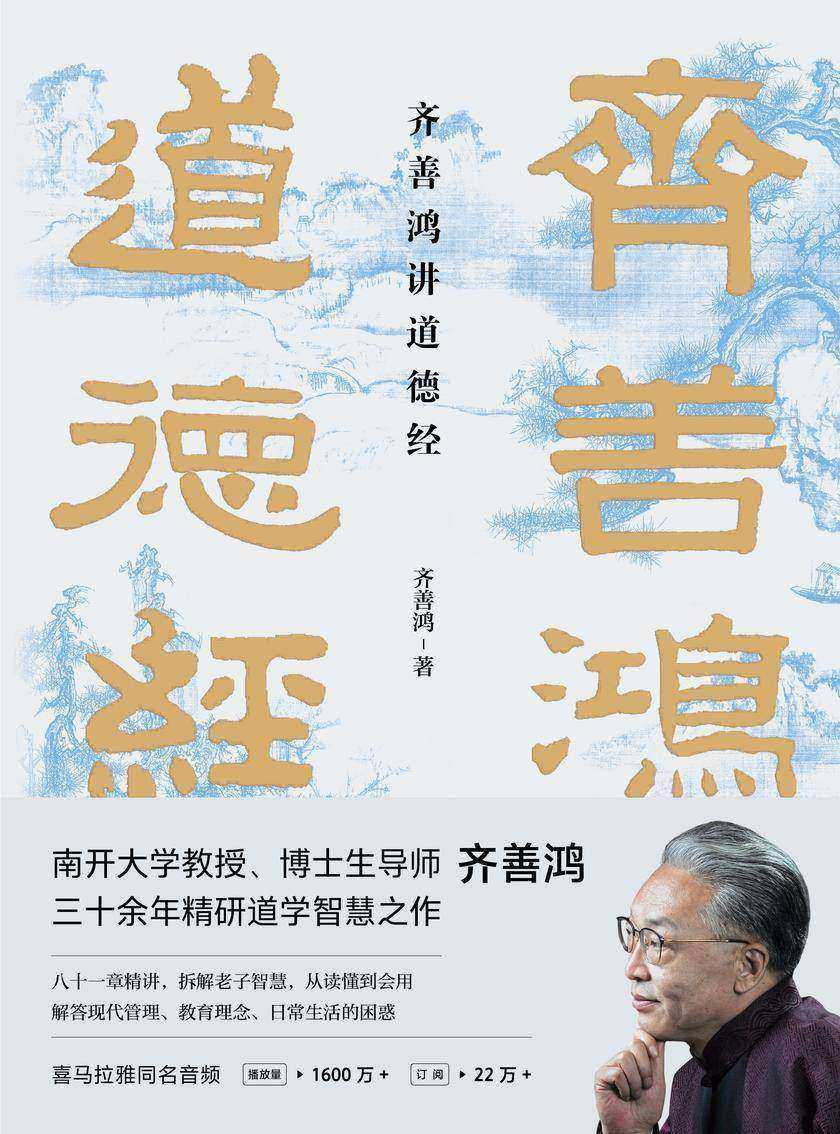 齊善鴻
道德經
齐善鸿讲道德经
齐善鸿-著
南开大学教授、博士生导师 齐善鸿
三十余年精研道学智慧之作
八十一章精讲，拆解老子智慧，从读懂到会用
解答现代管理、教育理念、日常生活的困惑
喜马拉雅同名音频 播放量 1600 万+ 订阅 22 万+